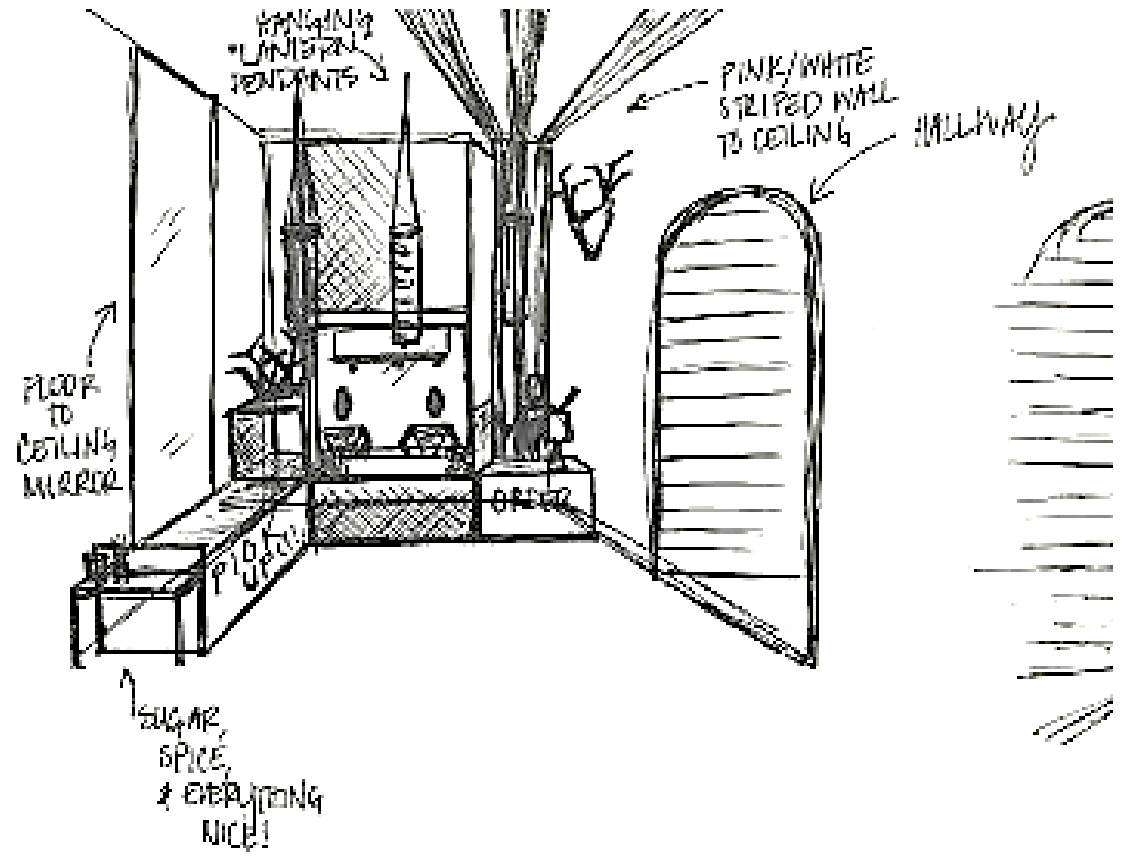 HANGING
*LANTERN
PENDANTS
PINK/WHITE
STRIPED WALL
TO CEILING
HALLWAY
FLOOR
TO
CEILING
MIRROR
ORDER
PICK
UP
SUGAR,
SPICE,
& EVERYTHING
NICE!